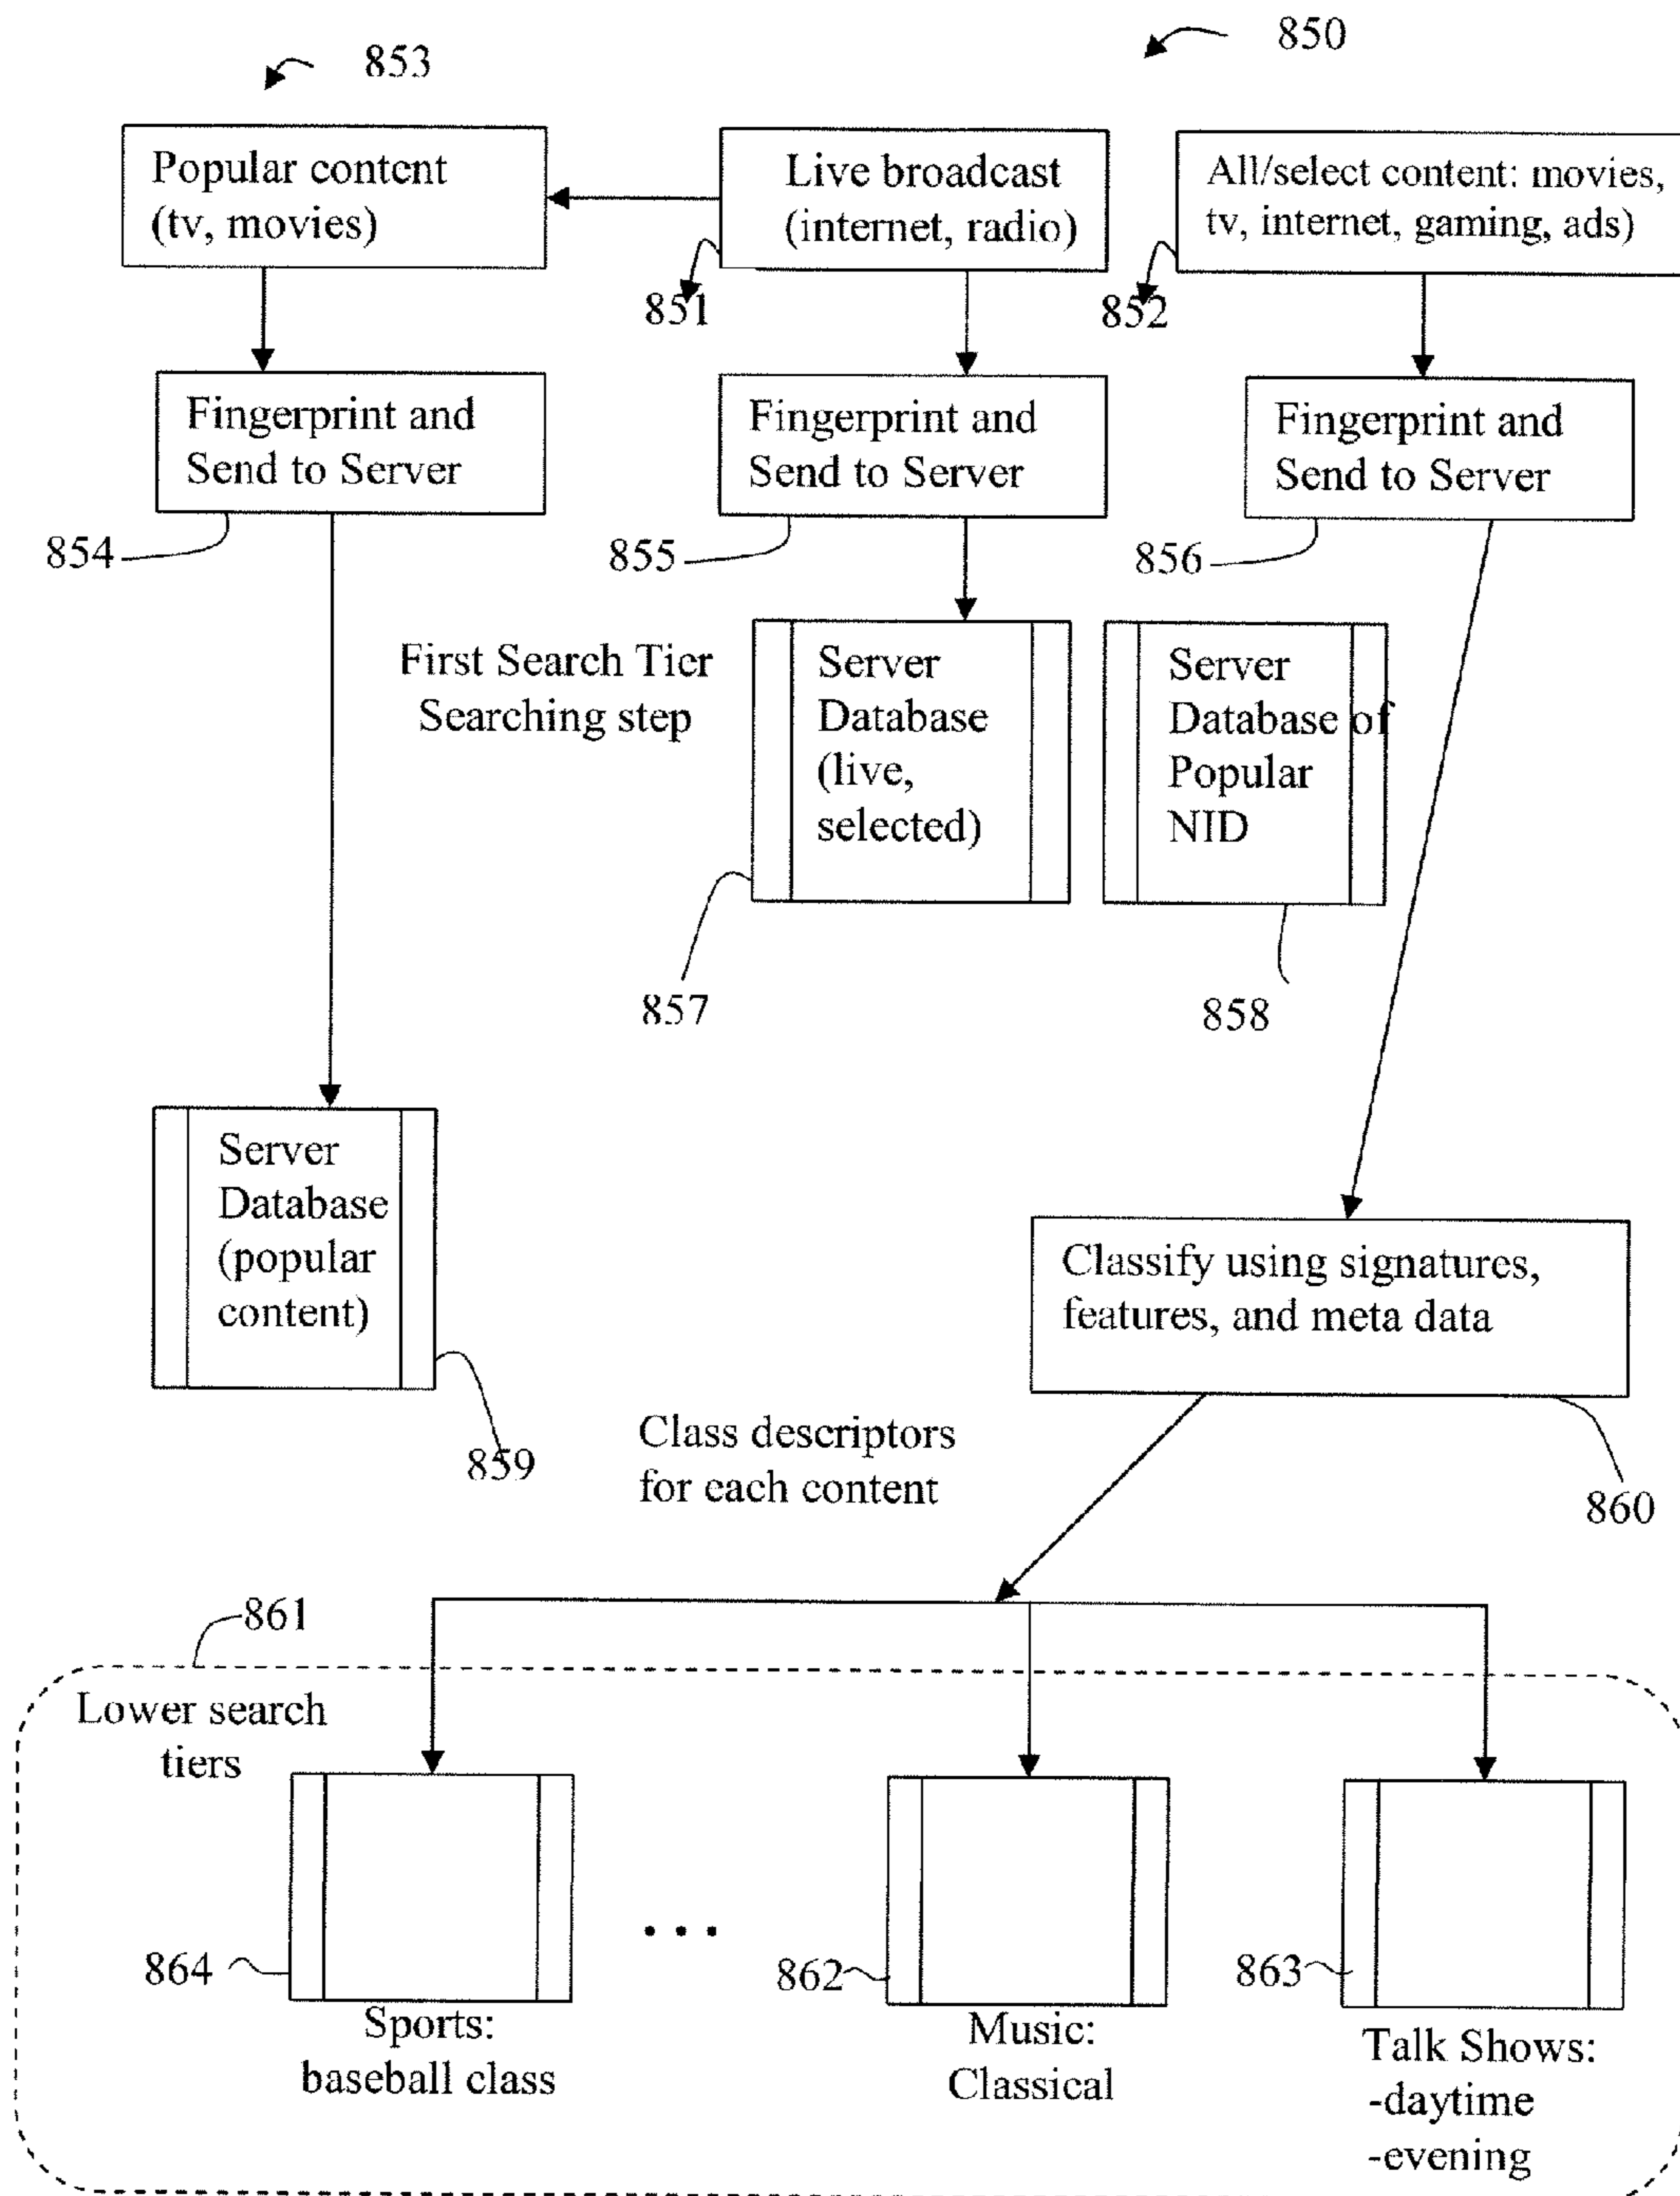 853
850
Popular content
(tv, movies)
Live broadcast
(internet, radio)
All/select content: movies,
tv, internet, gaming, ads)
851
852
Fingerprint and
Send to Server
Fingerprint and
Send to Server
Fingerprint and
Send to Server
854
855
856
First Search Tier
Searching step
Server
Database
(live,
selected)
Server
Database of
Popular
NID
857
858
Server
Database
(popular
content)
859
Classify using signatures,
features, and meta data
860
Class descriptors
for each content
861
Lower search
tiers
864
862
863
Sports:
baseball class
Music:
Classical
Talk Shows:
-daytime
-evening